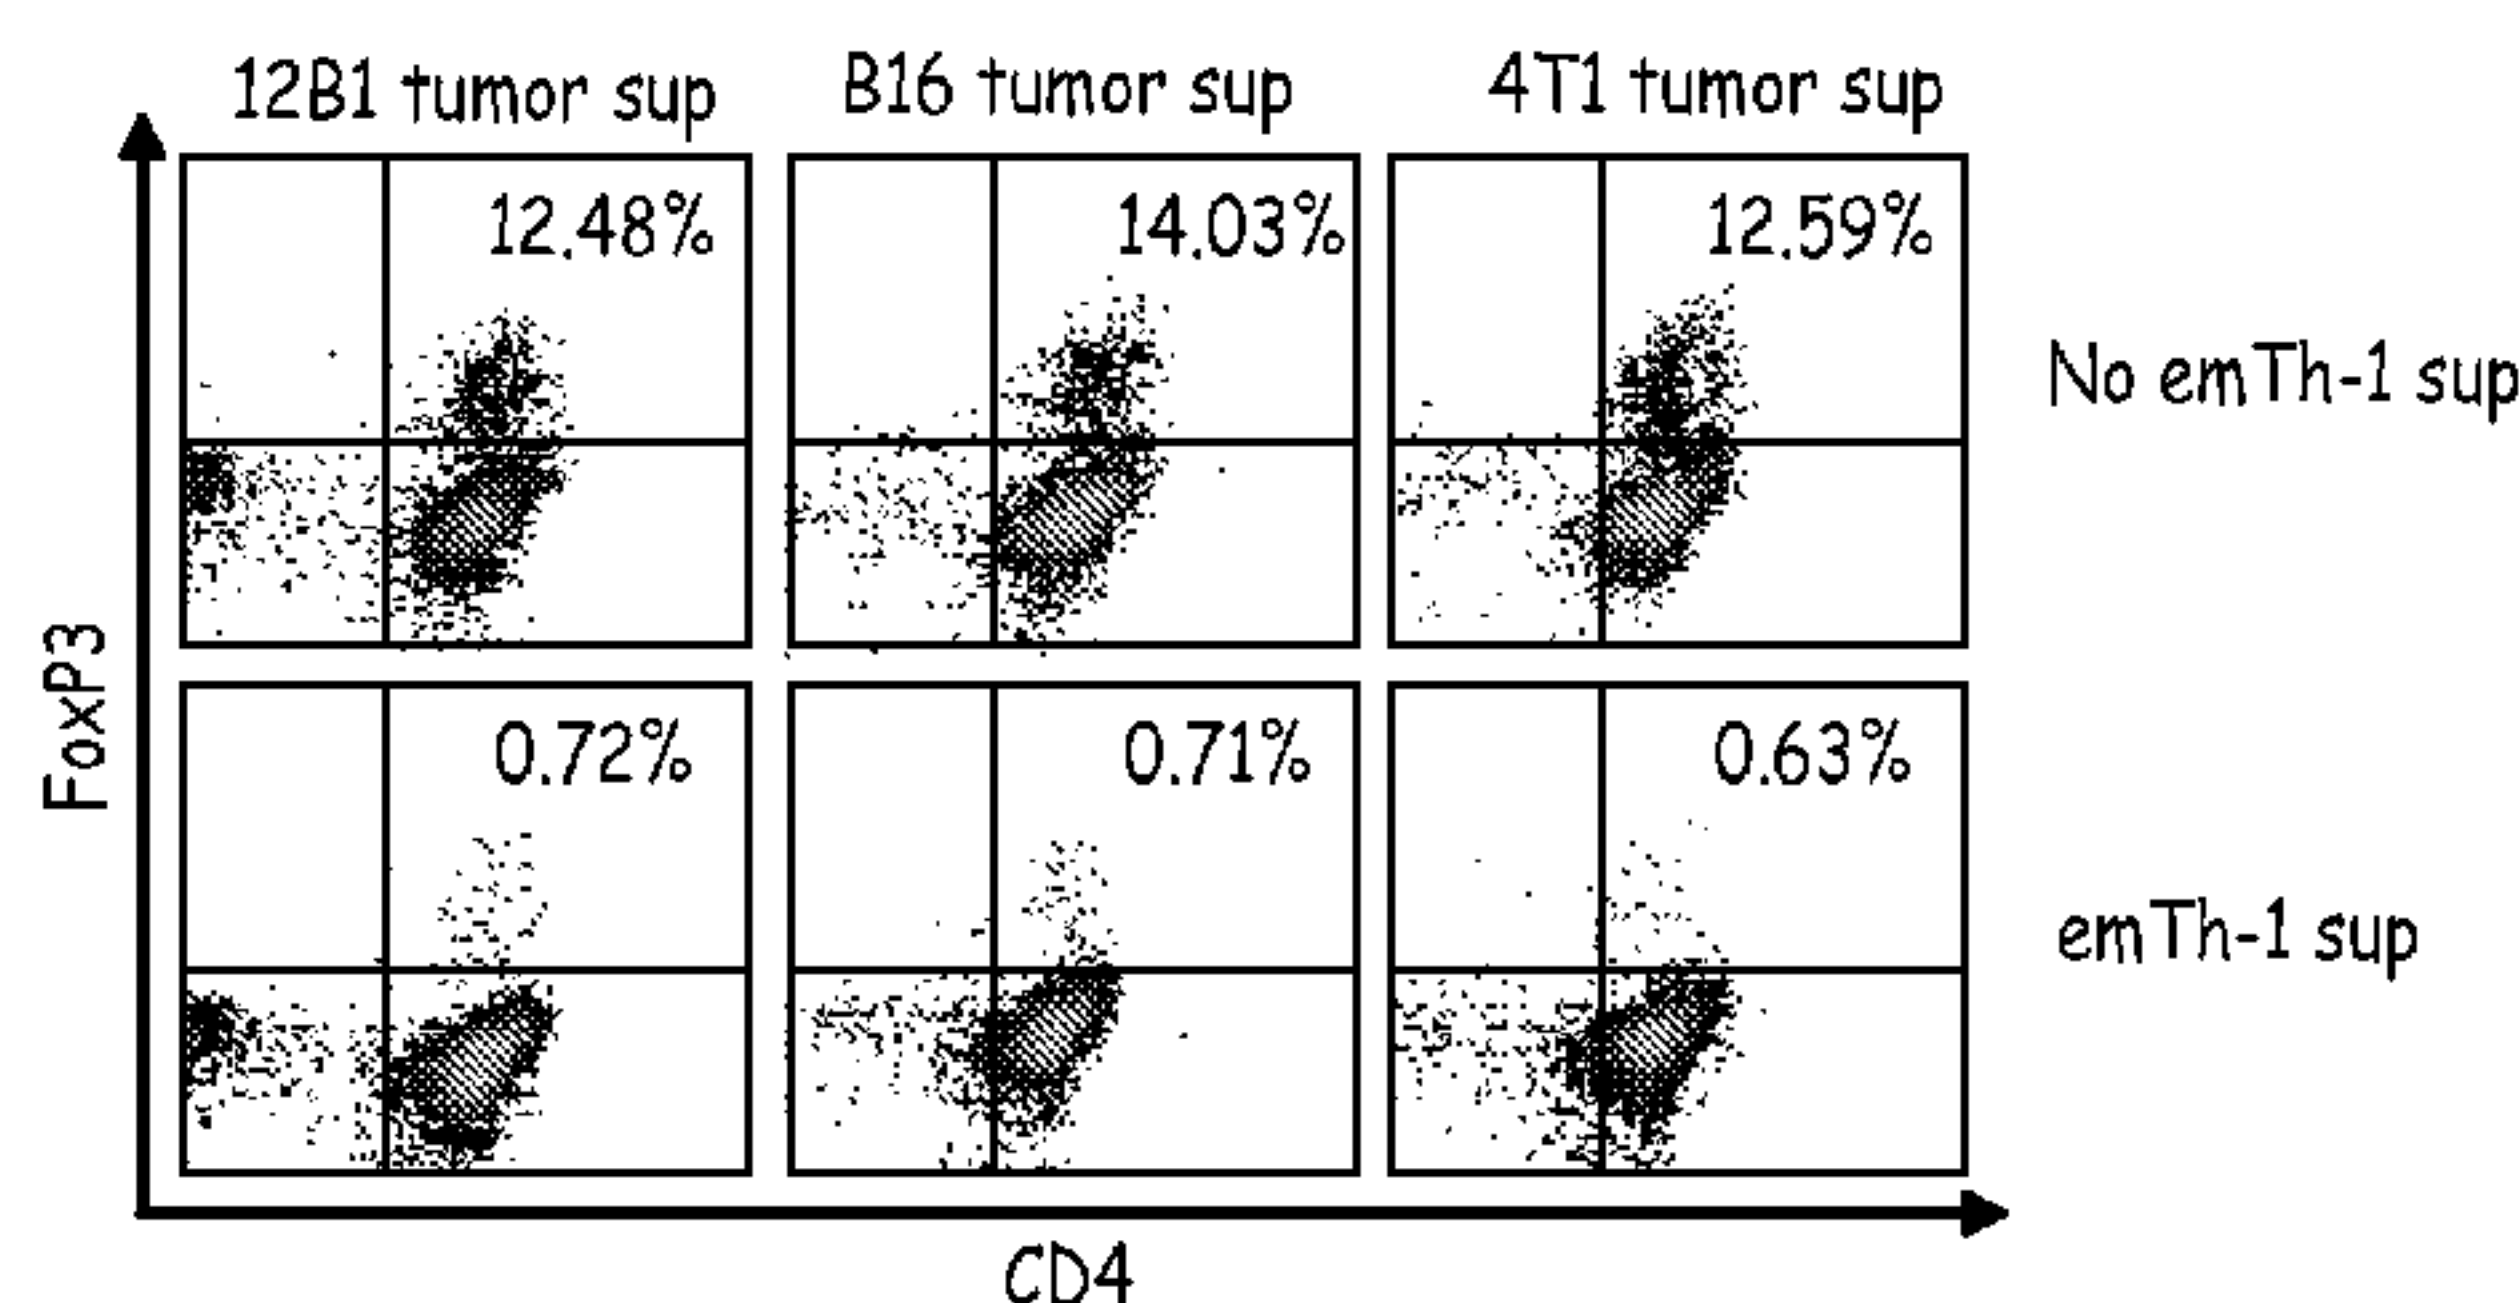 12B1 tumor sup
B16 tumor sup
4T1 tumor sup
12.48%
14.03%
12.59%
No emTh-1 sup
FoxP3
0.72%
0.71%
0.63%
emTh-1 sup
CD4